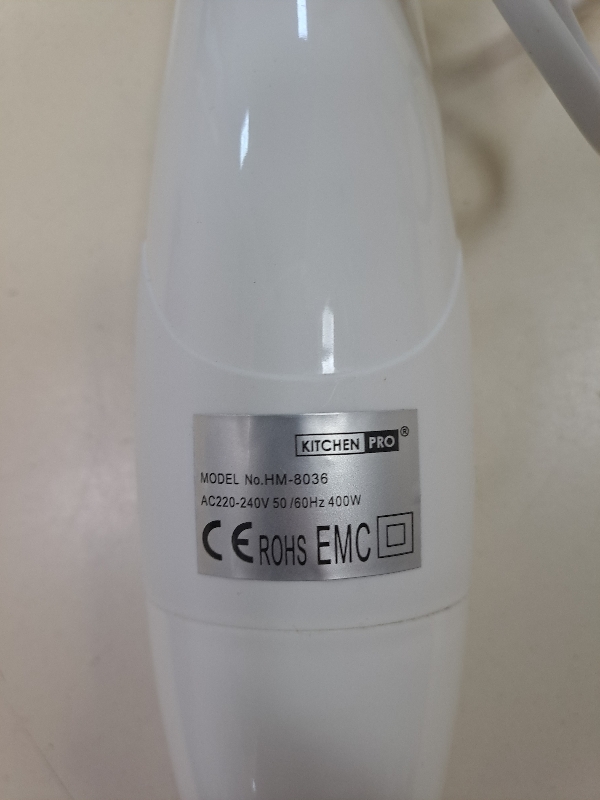 KITCHEN PRO®
MODEL No.HM-8036
AC220-240V 50 /60Hz 400W
CE ROHS EMC